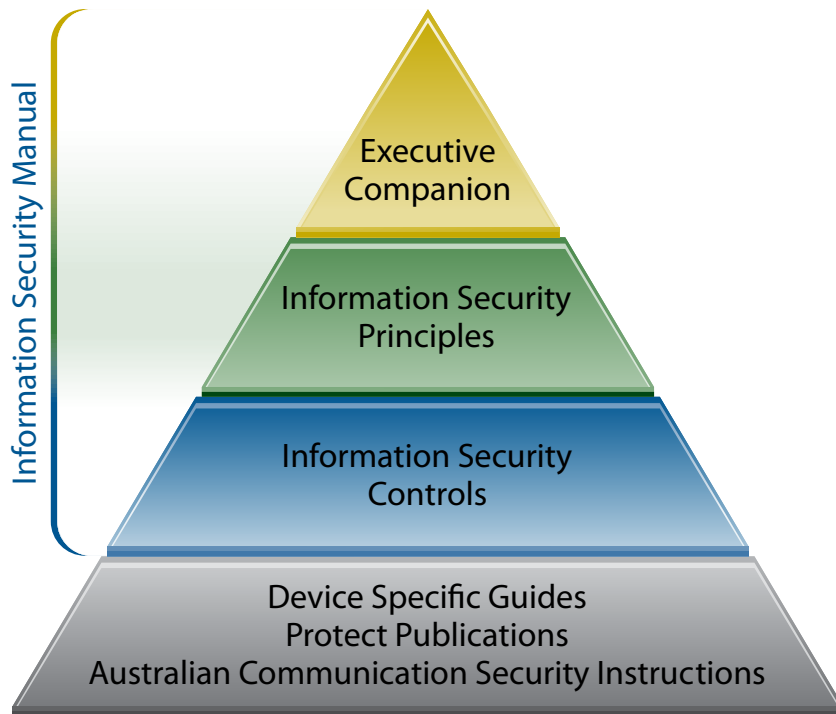 Information Security Manual
Executive
Companion
Information Security
Principles
Information Security
Controls
Device Specific Guides
Protect Publications
Australian Communication Security Instructions